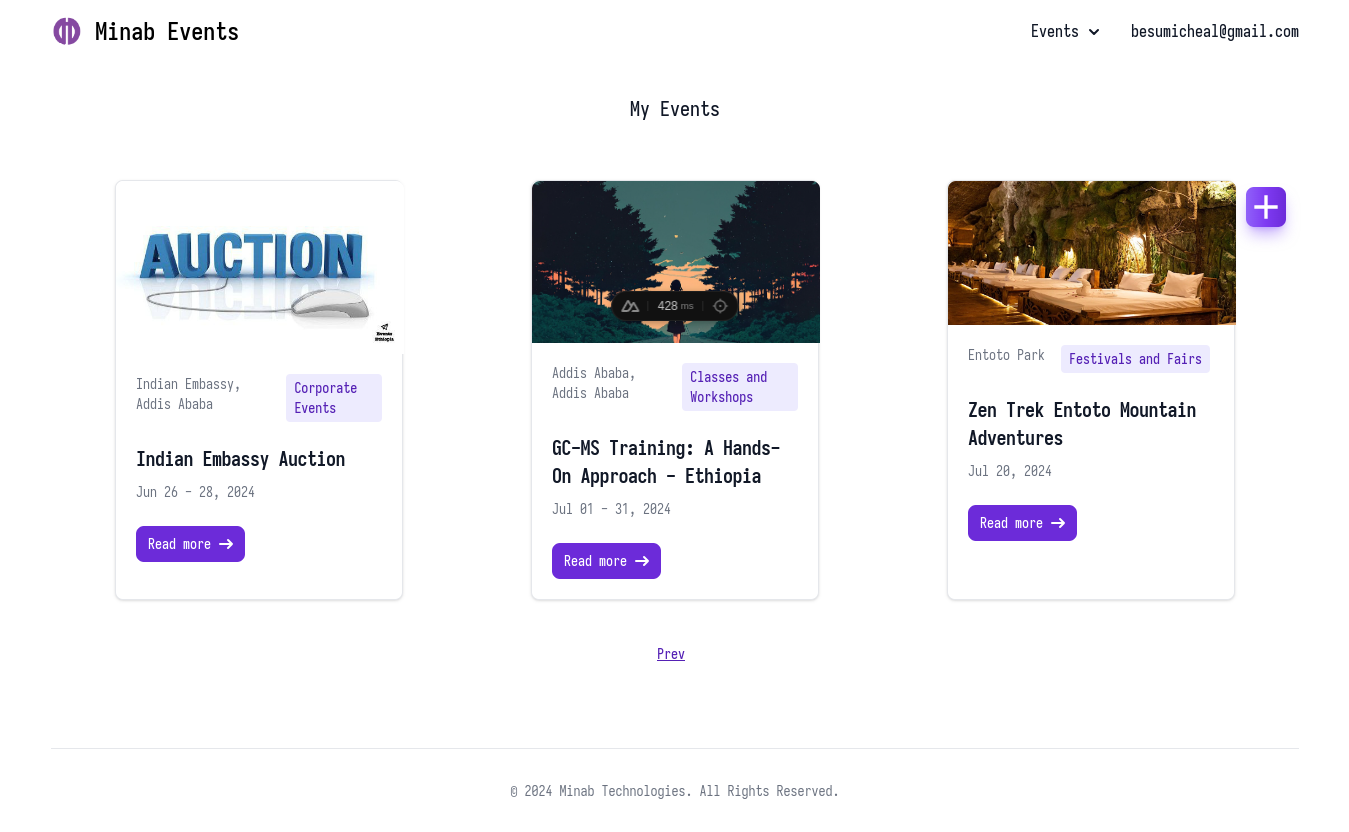 Minab Events
Events
besumicheal@gmail.com
My Events
AUCTION
Events
Ethiopia
Indian Embassy,
Addis Ababa
Corporate
Events
Indian Embassy Auction
Jun 26 - 28, 2024
Read more
428 ms
Addis Ababa,
Addis Ababa
Classes and
Workshops
GC-MS Training: A Hands-
On Approach - Ethiopia
Jul 01 - 31, 2024
Read more
Entoto Park
Festivals and Fairs
Zen Trek Entoto Mountain
Adventures
Jul 20, 2024
Read more
Prev
© 2024 Minab Technologies. All Rights Reserved.